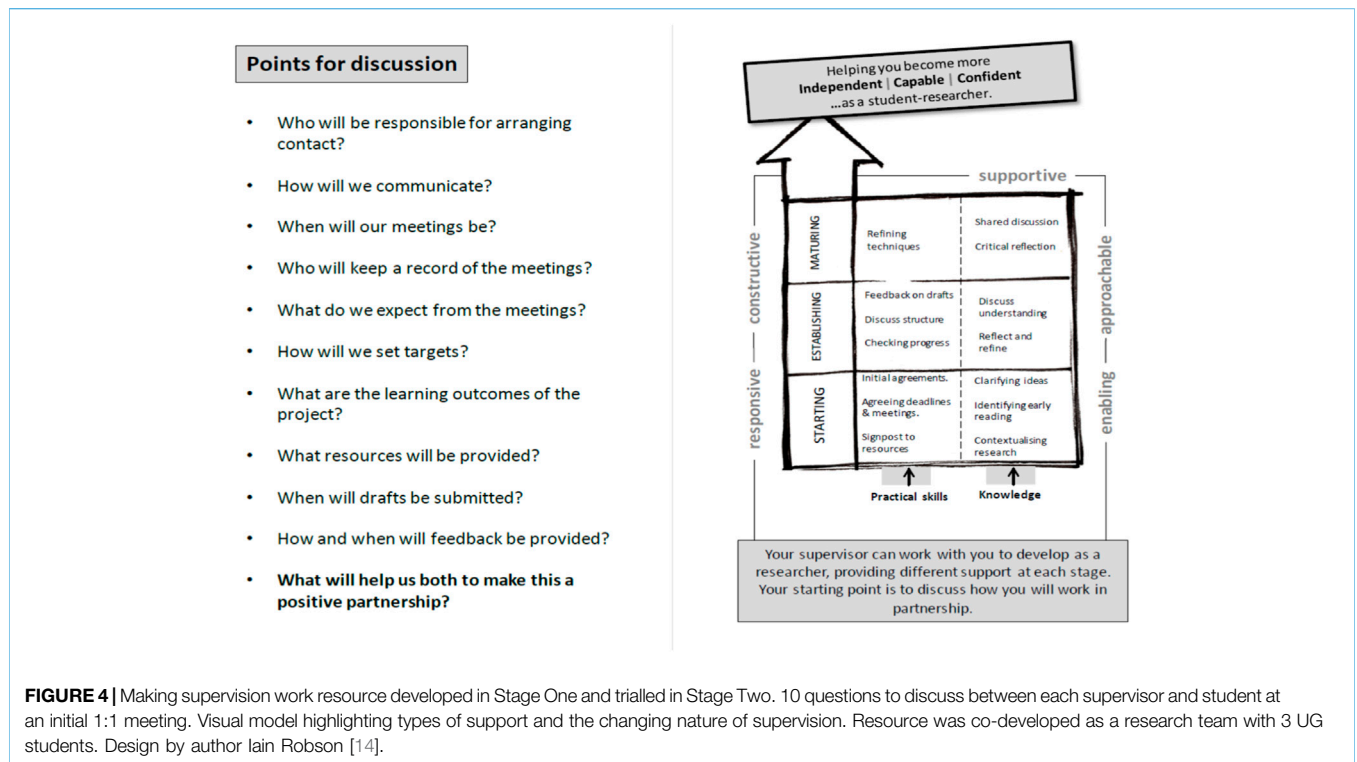 Points for discussion
• Who will be responsible for arranging
contact?
• How will we communicate?
• When will our meetings be?
• Who will keep a record of the meetings?
• What do we expect from the meetings?
• How will we set targets?
• What are the learning outcomes of the
project?
• What resources will be provided?
• When will drafts be submitted?
• How and when will feedback be provided?
• What will help us both to make this a
positive partnership?
Helping you become more
Independent | Capable | Confident
...as a student-researcher.
supportive
constructive
responsive
approachable
enabling
MATURING
Refining
techniques
Shared discussion
Critical reflection
ESTABLISHING
Feedback on drafts
Discuss structure
Checking progress
Discuss
understanding
Reflect and
refine
STARTING
Initial agreements.
Agreeing deadlines
& meetings.
Signpost to
resources
Clarifying ideas
Identifying early
reading
Contextualising
research
Practical skills
Knowledge
Your supervisor can work with you to develop as a
researcher, providing different support at each stage.
Your starting point is to discuss how you will work in
partnership.
FIGURE 4 | Making supervision work resource developed in Stage One and trialled in Stage Two. 10 questions to discuss between each supervisor and student at
an initial 1:1 meeting. Visual model highlighting types of support and the changing nature of supervision. Resource was co-developed as a research team with 3 UG
students. Design by author Iain Robson [14].